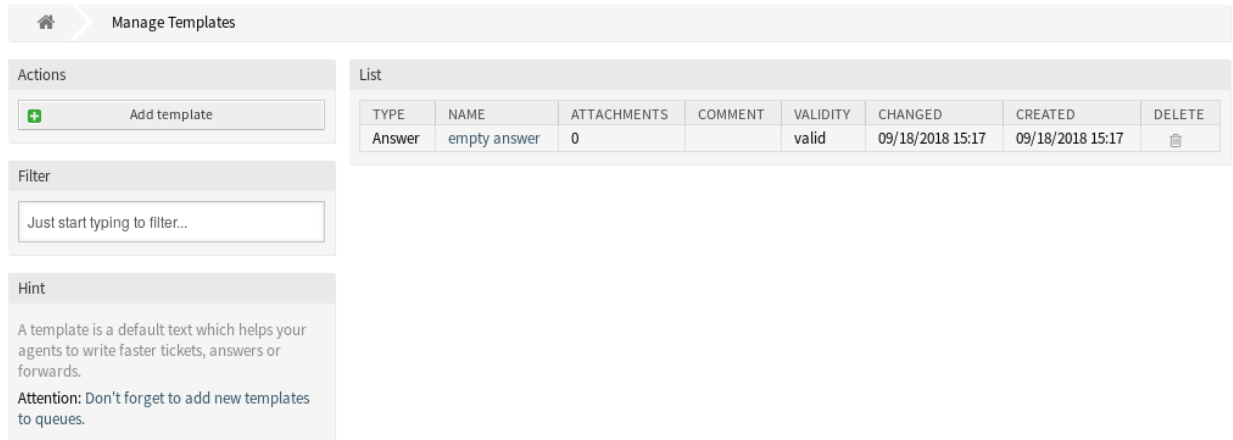 Manage Templates
Actions
Add template
Filter
Just start typing to filter...
Hint
A template is a default text which helps your
agents to write faster tickets, answers or
forwards.
Attention: Don't forget to add new templates
to queues.
List
TYPE NAME ATTACHMENTS COMMENT VALIDITY CHANGED CREATED DELETE
Answer empty answer 0 valid 09/18/2018 15:17 09/18/2018 15:17